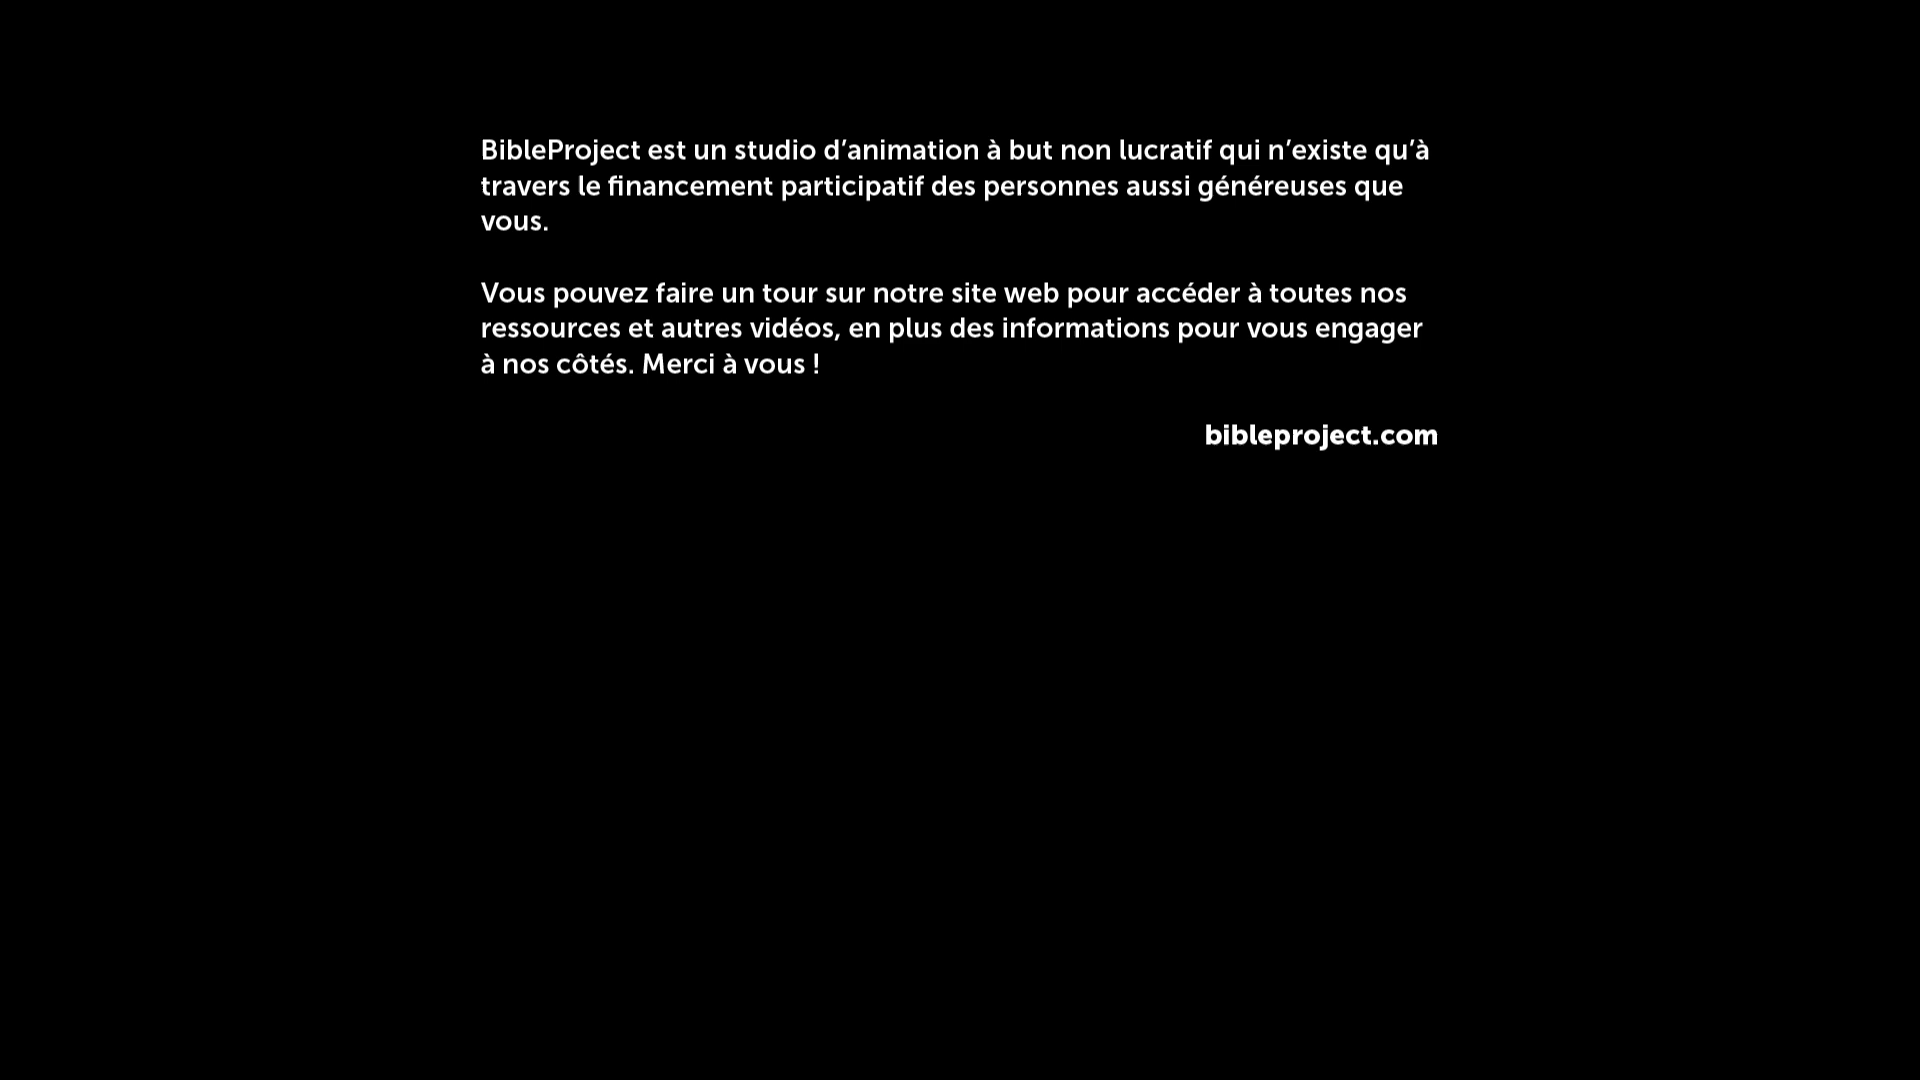 BibleProject est un studio d’animation à but non lucratif qui n’existe qu’à
travers le financement participatif des personnes aussi généreuses que
vous.
Vous pouvez faire un tour sur notre site web pour accéder à toutes nos
ressources et autres vidéos, en plus des informations pour vous engager
à nos côtés. Merci à vous !
bibleproject.com